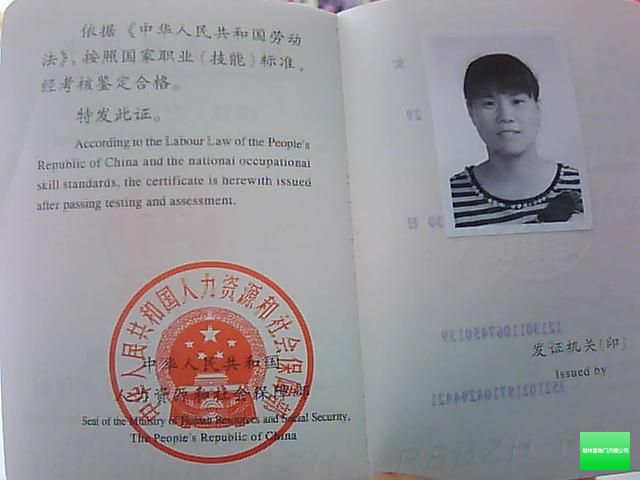 依据《中华人民共和国劳动
法》，按照国家职业（技能）标准，
经考核鉴定合格。
特发此证。
According to the Labour Law of the People's
Republic of China and the national occupational
skill standards, the certificate is herewith issued
after passing testing and assessment.
中华人民共和国人力资源和社会保障部
中华人民共和国
人力资源和社会保障部
Seal of the Ministry of Human Resources and Social Security,
The People's Republic of China
发证机关（印）
issued by
RSBZH R